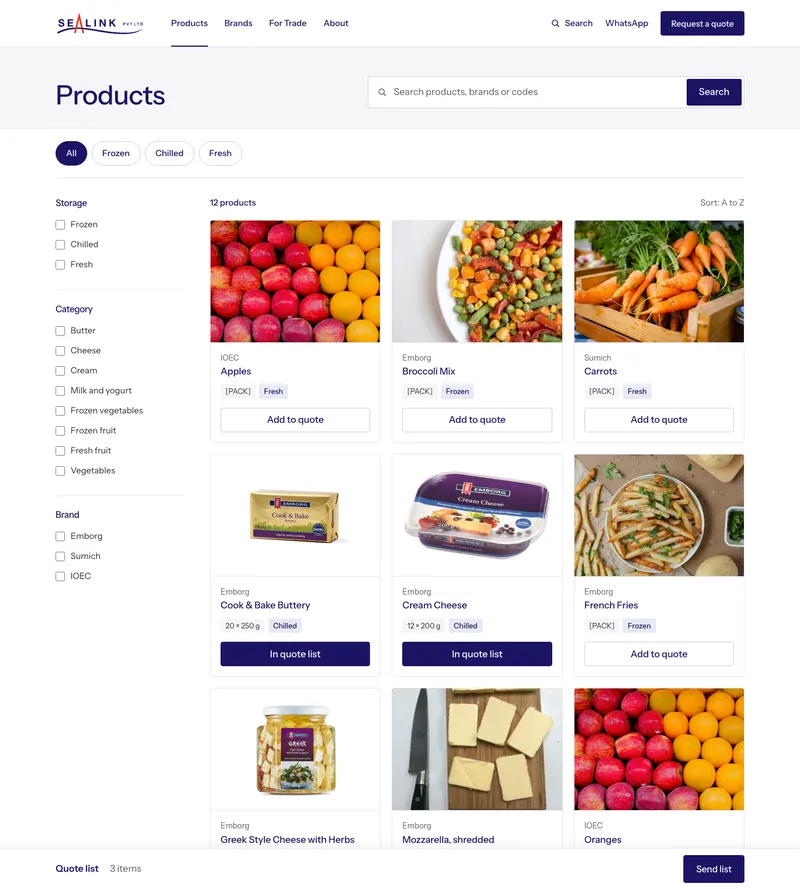 SEALINK PVT LTD
Products
Brands
For Trade
About
Search
WhatsApp
Request a quote
Products
Search products, brands or codes
Search
All
Frozen
Chilled
Fresh
Storage
Frozen
Chilled
Fresh
Category
Butter
Cheese
Cream
Milk and yogurt
Frozen vegetables
Frozen fruit
Fresh fruit
Vegetables
Brand
Emborg
Sumich
IOEC
12 products
Sort: A to Z
IOEC
Apples
[PACK] Fresh
Add to quote
Emborg
Broccoli Mix
[PACK] Frozen
Add to quote
Sumich
Carrots
[PACK] Fresh
Add to quote
EMBORG
Cook & Bake
Emborg
Cook & Bake Buttery
20 × 250 g Chilled
In quote list
EMBORG
Cream Cheese
Emborg
Cream Cheese
12 × 200 g Chilled
In quote list
Emborg
French Fries
[PACK] Frozen
Add to quote
EMBORG
GREEK
Emborg
Greek Style Cheese with Herbs
Emborg
Mozzarella, shredded
IOEC
Oranges
Quote list 3 items
Send list